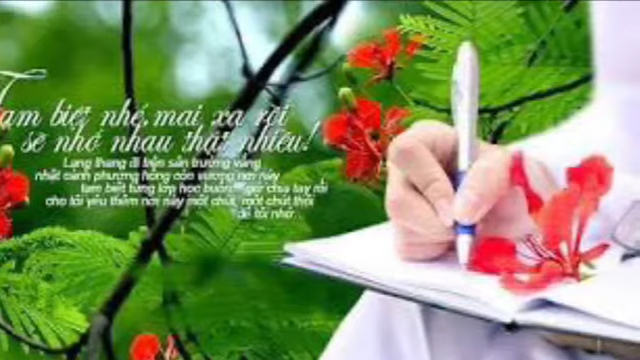 Tạm biệt nhé, mai xa rồi
sẽ nhớ nhau thật nhiều!
Lang thang đi trên sân trường vắng
nhặt cánh phượng hồng còn vương nơi này
tạm biệt từng lớp học buồn... giờ chia tay rồi
cho tôi yêu thêm nơi này một chút, một chút thôi
để tôi nhớ...